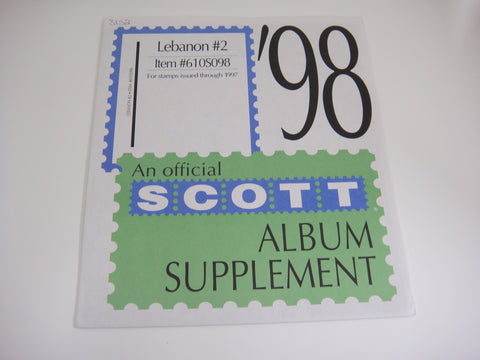 Lebanon #2
Item #610S098
For stamps issued through 1997
'98
An official
SCOTT
ALBUM
SUPPLEMENT